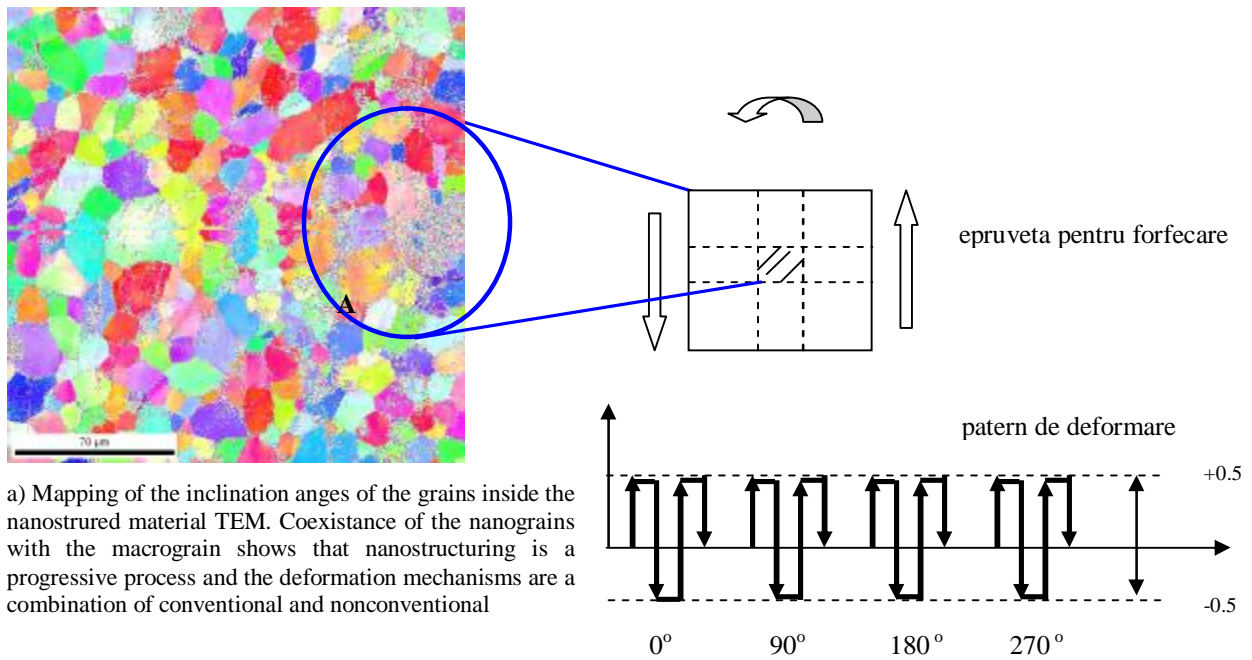 A
70 µm
a) Mapping of the inclination anges of the grains inside the
nanostrured material TEM. Coexistance of the nanograins
with the macrograin shows that nanostructuring is a
progressive process and the deformation mechanisms are a
combination of conventional and nonconventional
epruveta pentru forfecare
patern de deformare
+0.5
-0.5
0° 90° 180° 270°